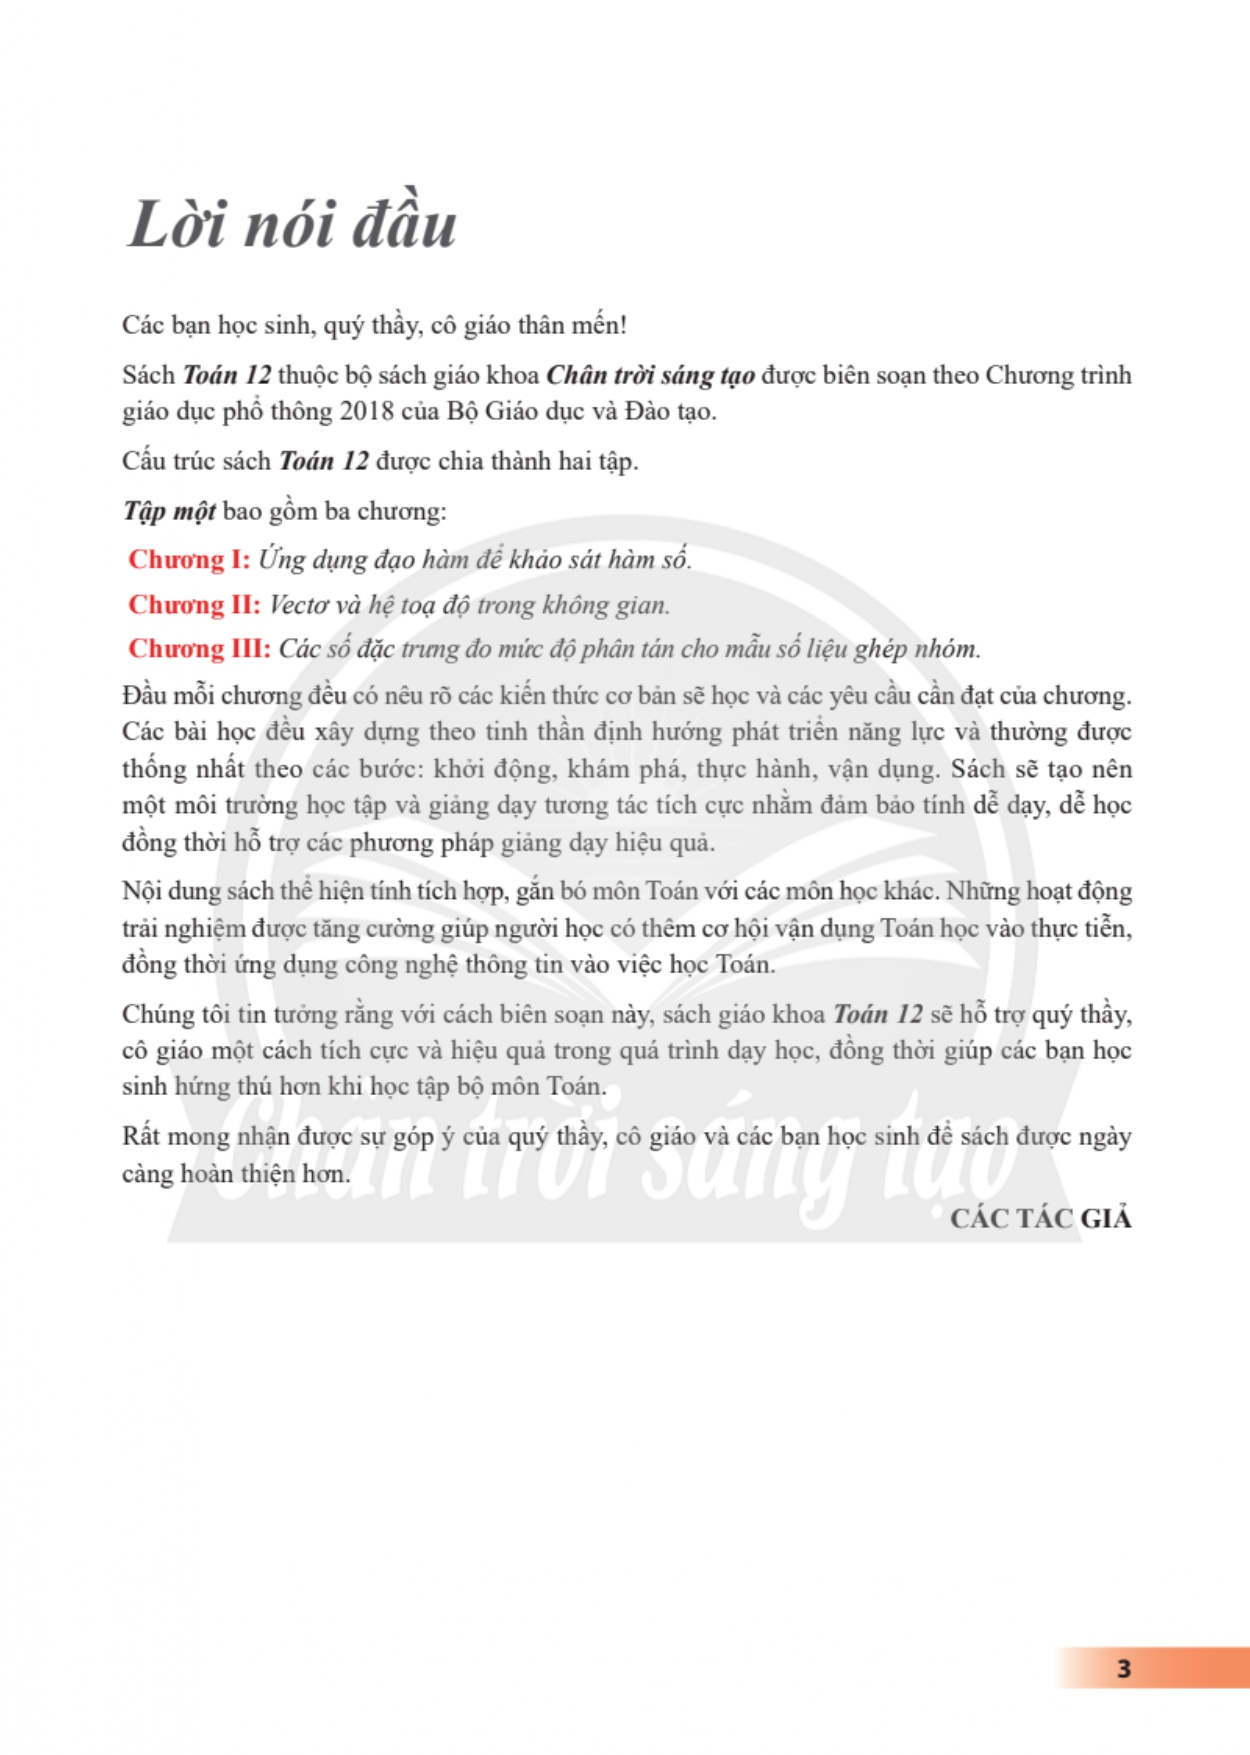 Lời nói đầu
Các bạn học sinh, quý thầy, cô giáo thân mến!
Sách Toán 12 thuộc bộ sách giáo khoa Chân trời sáng tạo được biên soạn theo Chương trình
giáo dục phổ thông 2018 của Bộ Giáo dục và Đào tạo.
Cấu trúc sách Toán 12 được chia thành hai tập.
Tập một bao gồm ba chương:
Chương I: Ứng dụng đạo hàm để khảo sát hàm số.
Chương II: Vectơ và hệ toạ độ trong không gian.
Chương III: Các số đặc trưng đo mức độ phân tán cho mẫu số liệu ghép nhóm.
Đầu mỗi chương đều có nêu rõ các kiến thức cơ bản sẽ học và các yêu cầu cần đạt của chương.
Các bài học đều xây dựng theo tinh thần định hướng phát triển năng lực và thường được
thống nhất theo các bước: khởi động, khám phá, thực hành, vận dụng. Sách sẽ tạo nên
một môi trường học tập và giảng dạy tương tác tích cực nhằm đảm bảo tính dễ dạy, dễ học
đồng thời hỗ trợ các phương pháp giảng dạy hiệu quả.
Nội dung sách thể hiện tính tích hợp, gắn bó môn Toán với các môn học khác. Những hoạt động
trải nghiệm được tăng cường giúp người học có thêm cơ hội vận dụng Toán học vào thực tiễn,
đồng thời ứng dụng công nghệ thông tin vào việc học Toán.
Chúng tôi tin tưởng rằng với cách biên soạn này, sách giáo khoa Toán 12 sẽ hỗ trợ quý thầy,
cô giáo một cách tích cực và hiệu quả trong quá trình dạy học, đồng thời giúp các bạn học
sinh hứng thú hơn khi học tập bộ môn Toán.
Rất mong nhận được sự góp ý của quý thầy, cô giáo và các bạn học sinh để sách được ngày
càng hoàn thiện hơn.
Chân trời sáng tạo
CÁC TÁC GIẢ
3